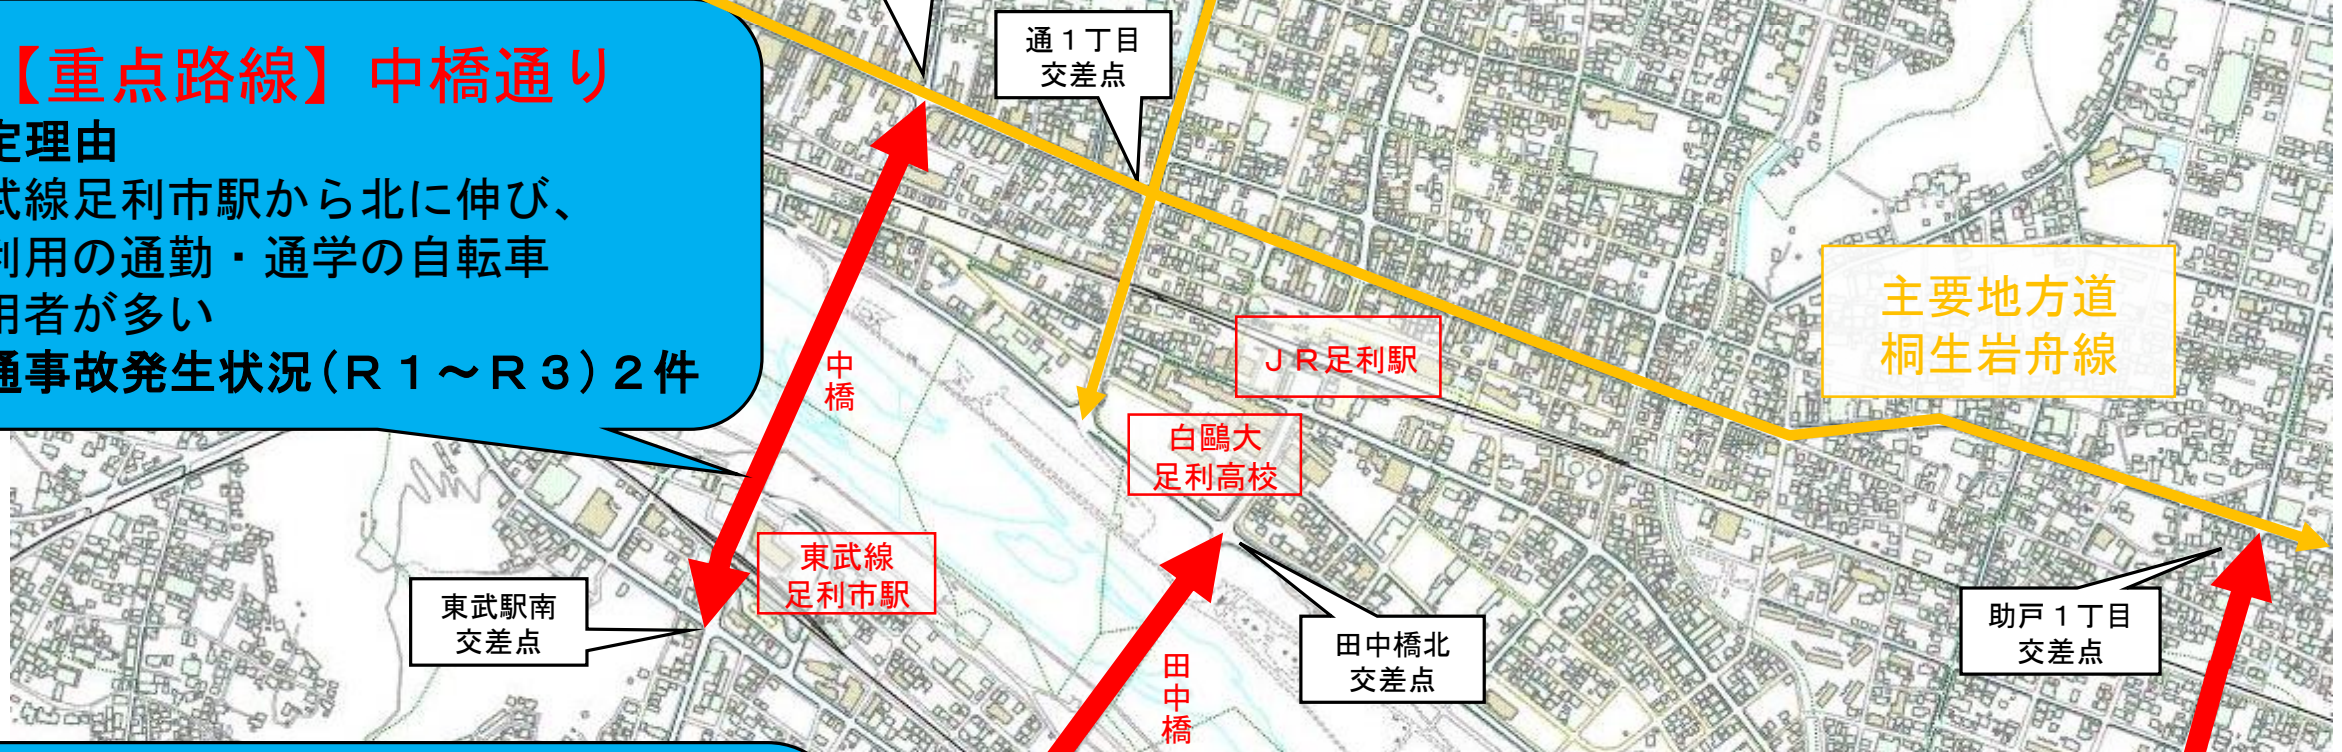 【重点路線】中橋通り
定理由
武線足利市駅から北に伸び、
利用の通勤・通学の自転車
用者が多い
通事故発生状況(Ｒ１～Ｒ３)２件
通１丁目
交差点
中橋
ＪＲ足利駅
主要地方道
桐生岩舟線
白鷗大
足利高校
東武線
足利市駅
東武駅南
交差点
田中橋
田中橋北
交差点
助戸１丁目
交差点